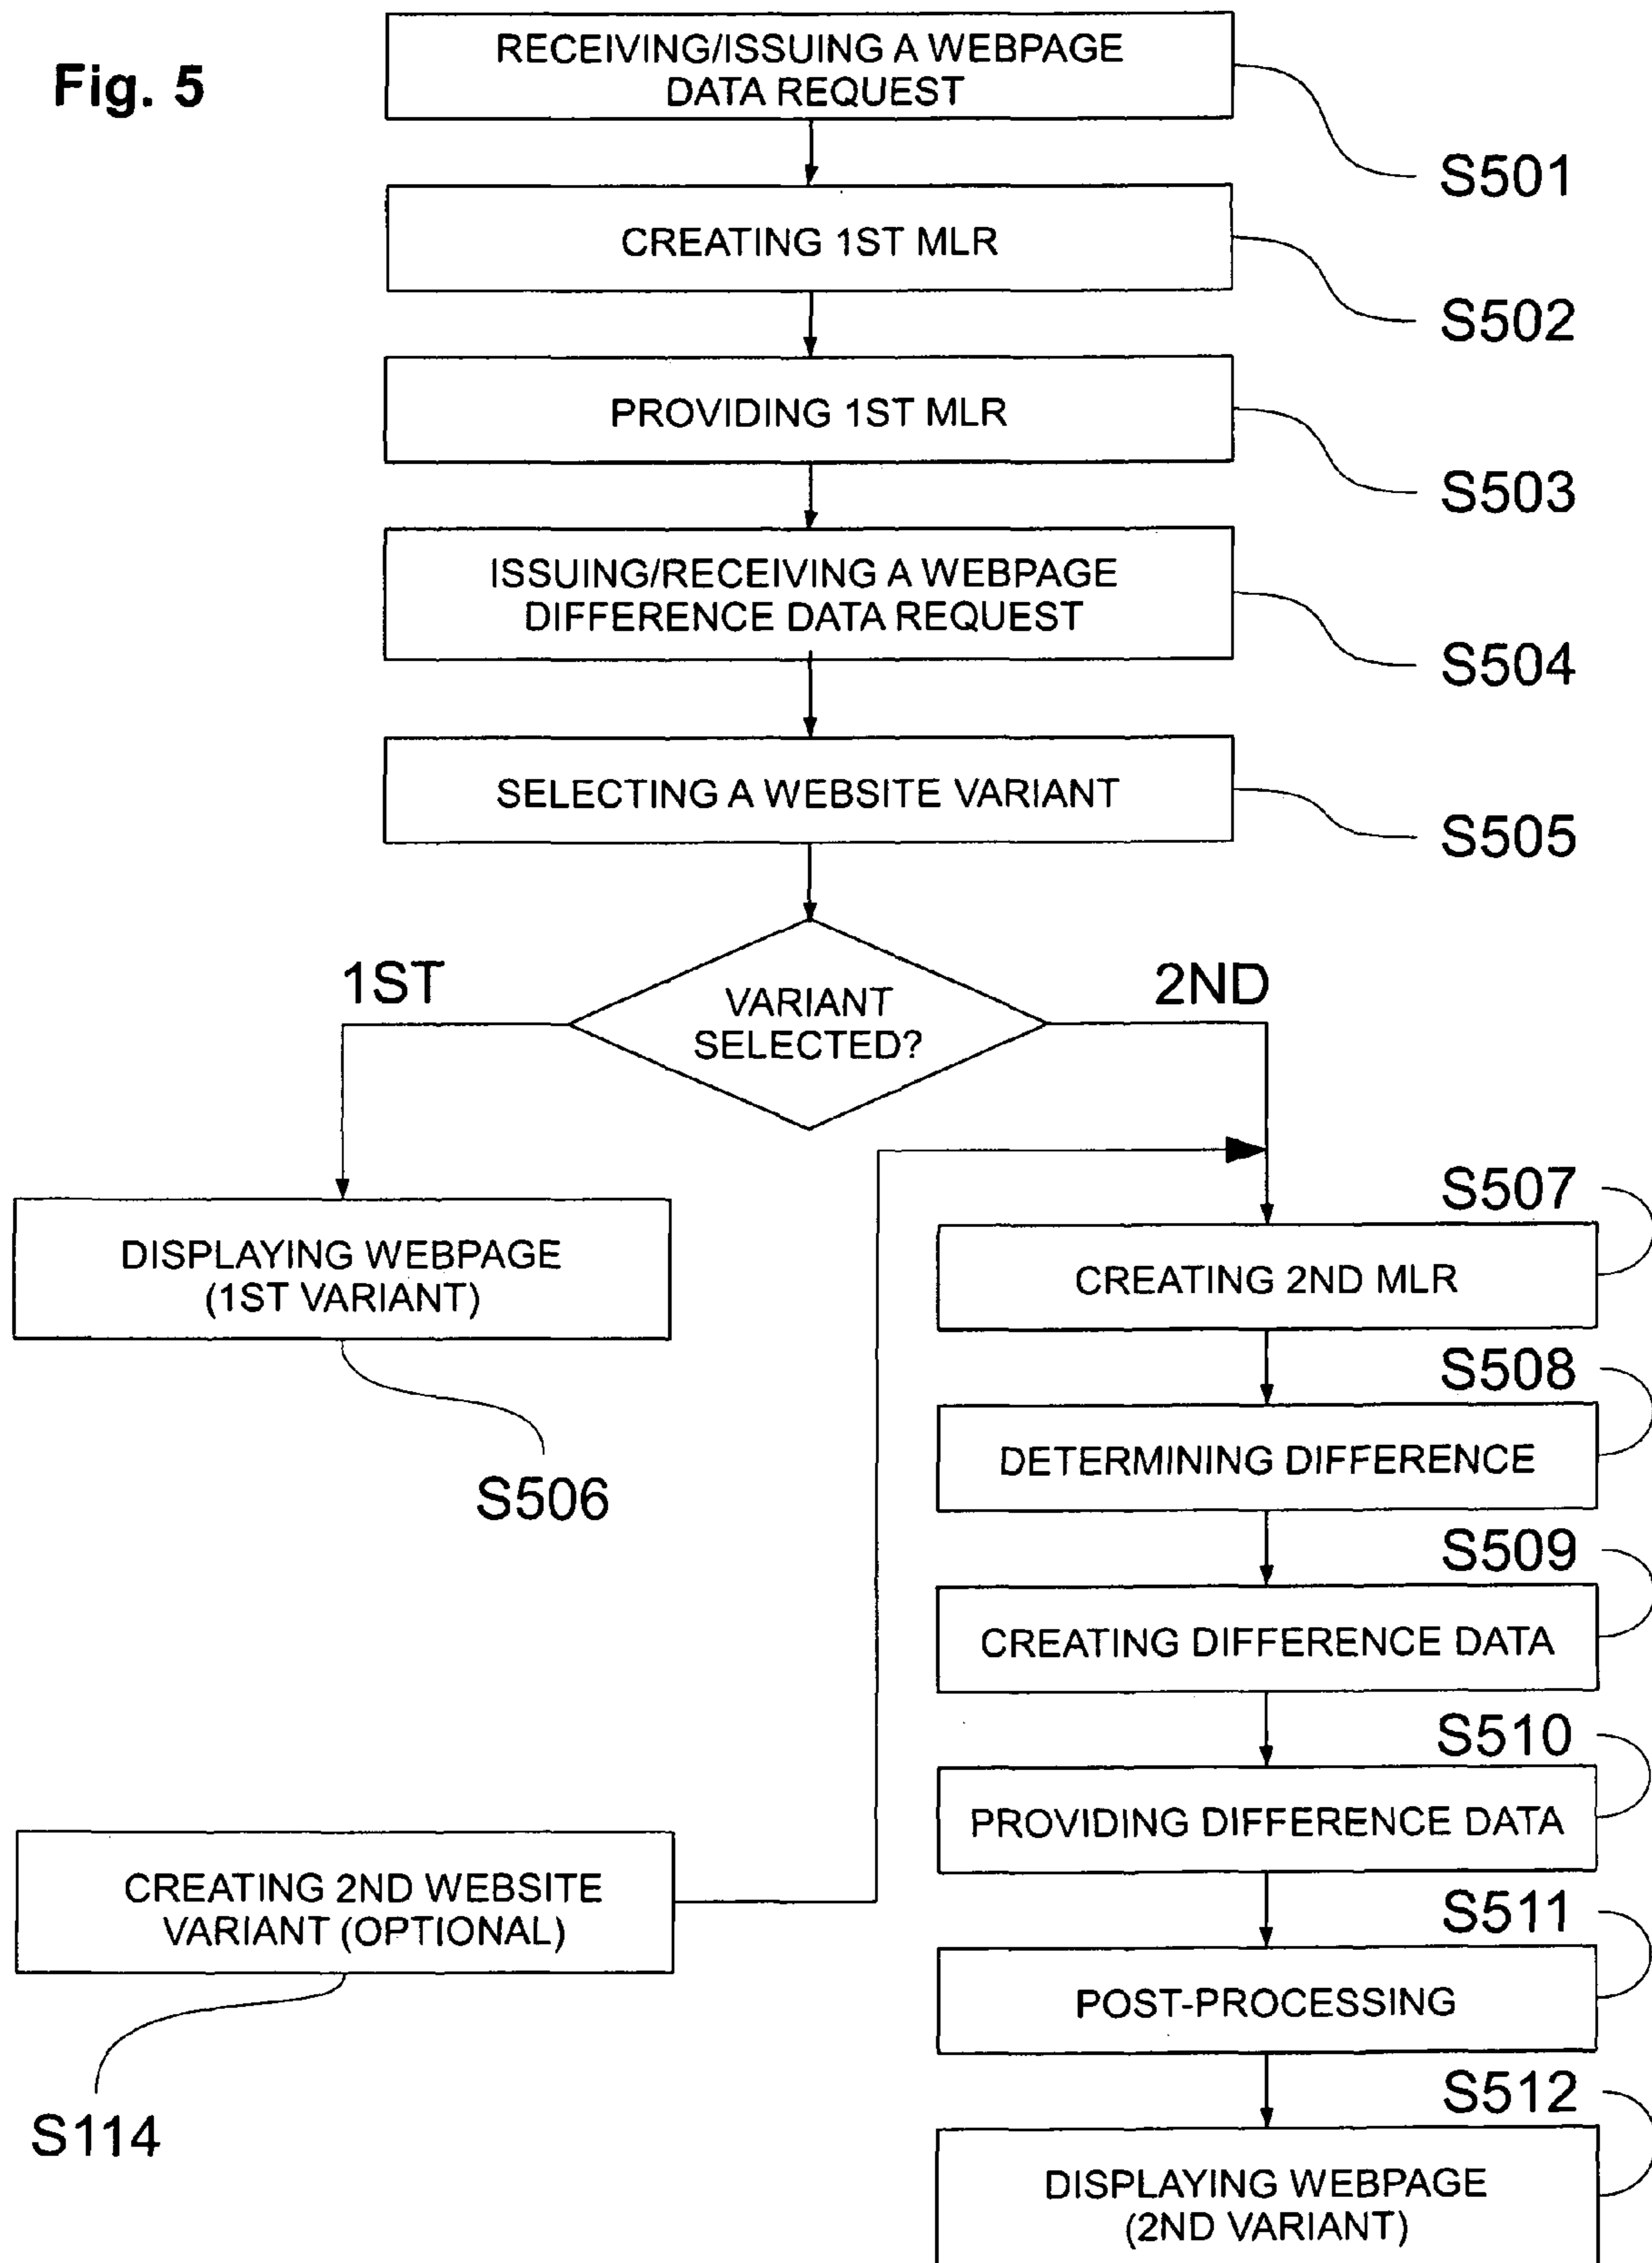 Fig. 5
RECEIVING/ISSUING A WEBPAGE
DATA REQUEST
S501
CREATING 1ST MLR
S502
PROVIDING 1ST MLR
S503
ISSUING/RECEIVING A WEBPAGE
DIFFERENCE DATA REQUEST
S504
SELECTING A WEBSITE VARIANT
S505
1ST
VARIANT
SELECTED?
2ND
DISPLAYING WEBPAGE
(1ST VARIANT)
S506
S507
CREATING 2ND MLR
S508
DETERMINING DIFFERENCE
S509
CREATING DIFFERENCE DATA
S510
PROVIDING DIFFERENCE DATA
CREATING 2ND WEBSITE
VARIANT (OPTIONAL)
S114
S511
POST-PROCESSING
S512
DISPLAYING WEBPAGE
(2ND VARIANT)